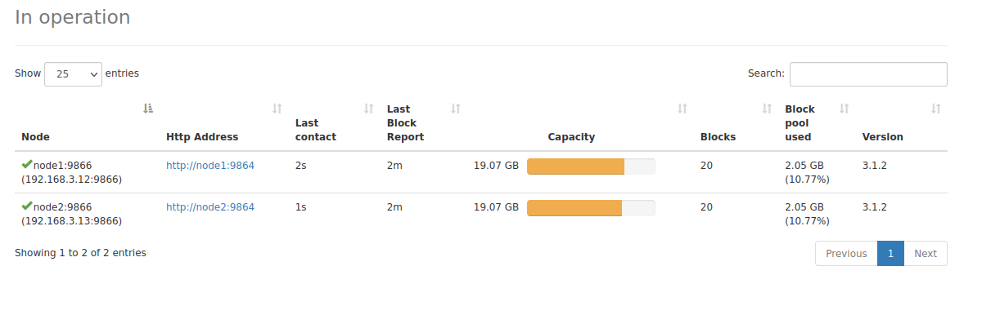 In operation
Show 25 entries
Search:
Node Http Address Last contact Last Block Report Capacity Blocks Block pool used Version
node1:9866 (192.168.3.12:9866) http://node1:9864 2s 2m 19.07 GB 20 2.05 GB (10.77%) 3.1.2
node2:9866 (192.168.3.13:9866) http://node2:9864 1s 2m 19.07 GB 20 2.05 GB (10.77%) 3.1.2
Showing 1 to 2 of 2 entries
Previous 1 Next